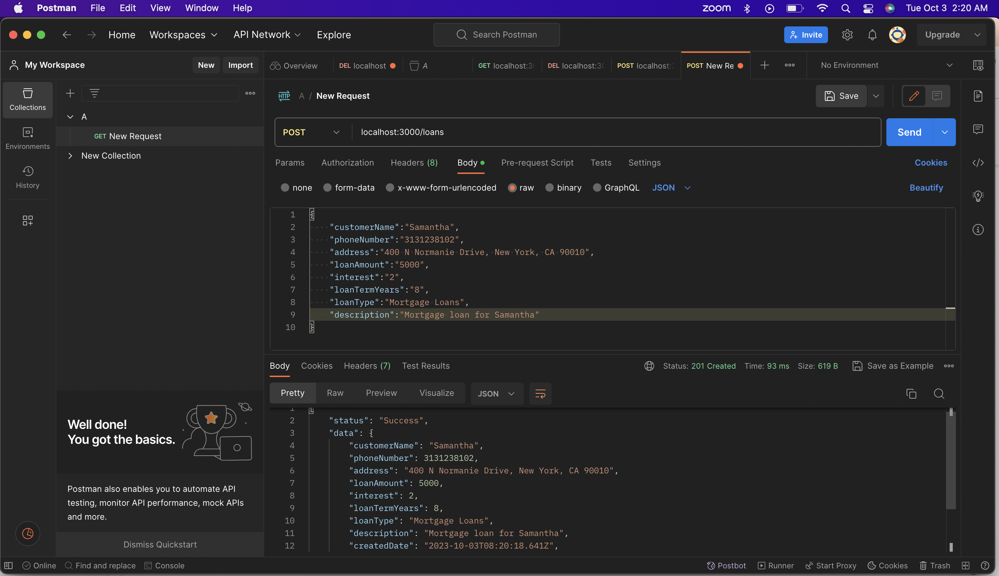 Postman File Edit View Window Help zoom Tue Oct 3 2:20 AM
Home Workspaces API Network Explore Search Postman Invite Upgrade
My Workspace New Import Overview DEL localhost A GET localhost:30 DEL localhost:30 POST localhost:3 POST New Re No Environment
Collections
Environments
History
A
GET New Request
New Collection
HTTP A / New Request Save
POST localhost:3000/loans Send
Params Authorization Headers (8) Body Pre-request Script Tests Settings Cookies
none form-data x-www-form-urlencoded raw binary GraphQL JSON Beautify
1 {
2 "customerName":"Samantha",
3 "phoneNumber":"3131238102",
4 "address":"400 N Normanie Drive, New York, CA 90010",
5 "loanAmount":"5000",
6 "interest":"2",
7 "loanTermYears":"8",
8 "loanType":"Mortgage Loans",
9 "description":"Mortgage loan for Samantha"
10 }
Body Cookies Headers (7) Test Results Status: 201 Created Time: 93 ms Size: 619 B Save as Example
Pretty Raw Preview Visualize JSON
1 {
2 "status": "Success",
3 "data": {
4 "customerName": "Samantha",
5 "phoneNumber": 3131238102,
6 "address": "400 N Normanie Drive, New York, CA 90010",
7 "loanAmount": 5000,
8 "interest": 2,
9 "loanTermYears": 8,
10 "loanType": "Mortgage Loans",
11 "description": "Mortgage loan for Samantha",
12 "createdDate": "2023-10-03T08:20:18.641Z",
Well done!
You got the basics.
Postman also enables you to automate API
testing, monitor API performance, mock APIs
and more.
Dismiss Quickstart
Online Find and replace Console Postbot Runner Start Proxy Cookies Trash